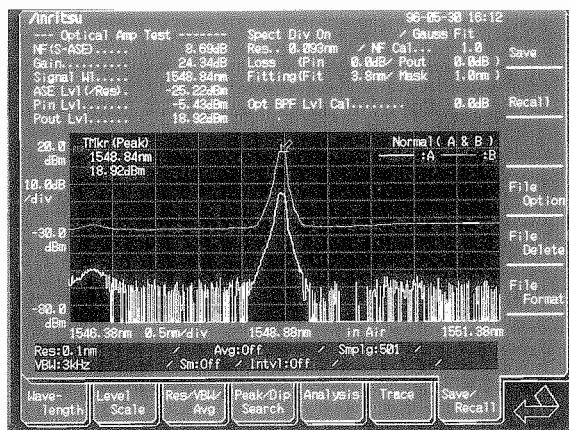 Anritsu 96-05-30 16:12
--- Optical Amp Test ------- Spect Div On / Gauss Fit
NF(S-ASE)..... 8.69dB Res.. 0.093nm / NF Cal... 1.0
Gain.......... 24.34dB Loss (Pin 0.0dB/ Pout 0.0dB )
Signal Wl..... 1548.84nm Fitting(Fit 3.8nm/ Mask 1.0nm )
ASE Lvl(/Res). -25.22dBm
Pin Lvl....... -5.43dBm Opt BPF Lvl Cal........ 0.0dB
Pout Lvl...... 18.92dBm
Save
Recall
File
Option
File
Delete
File
Format
20.0
dBm
10.0dB
/div
-30.0
dBm
-80.0
dBm
TMkr(Peak)
1548.84nm
18.92dBm
Normal( A & B )
:A :B
1546.38nm 0.5nm/div 1548.88nm in Air 1551.38nm
Res:0.1nm / Avg:Off / Smplg:501 /
VBW:3kHz / Sm:Off / Intvl:Off / /
Wave-
length
Level
Scale
Res/VBW/
Avg
Peak/Dip
Search
Analysis
Trace
Save/
Recall